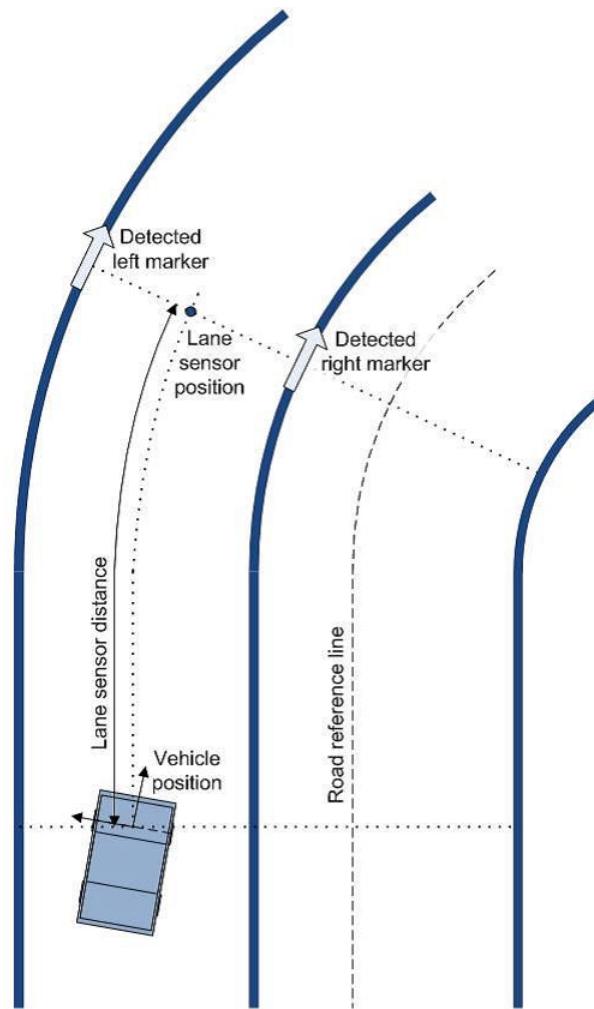 Detected
left marker
Lane
sensor
position
Detected
right marker
Lane sensor distance
Road reference line
Vehicle
position